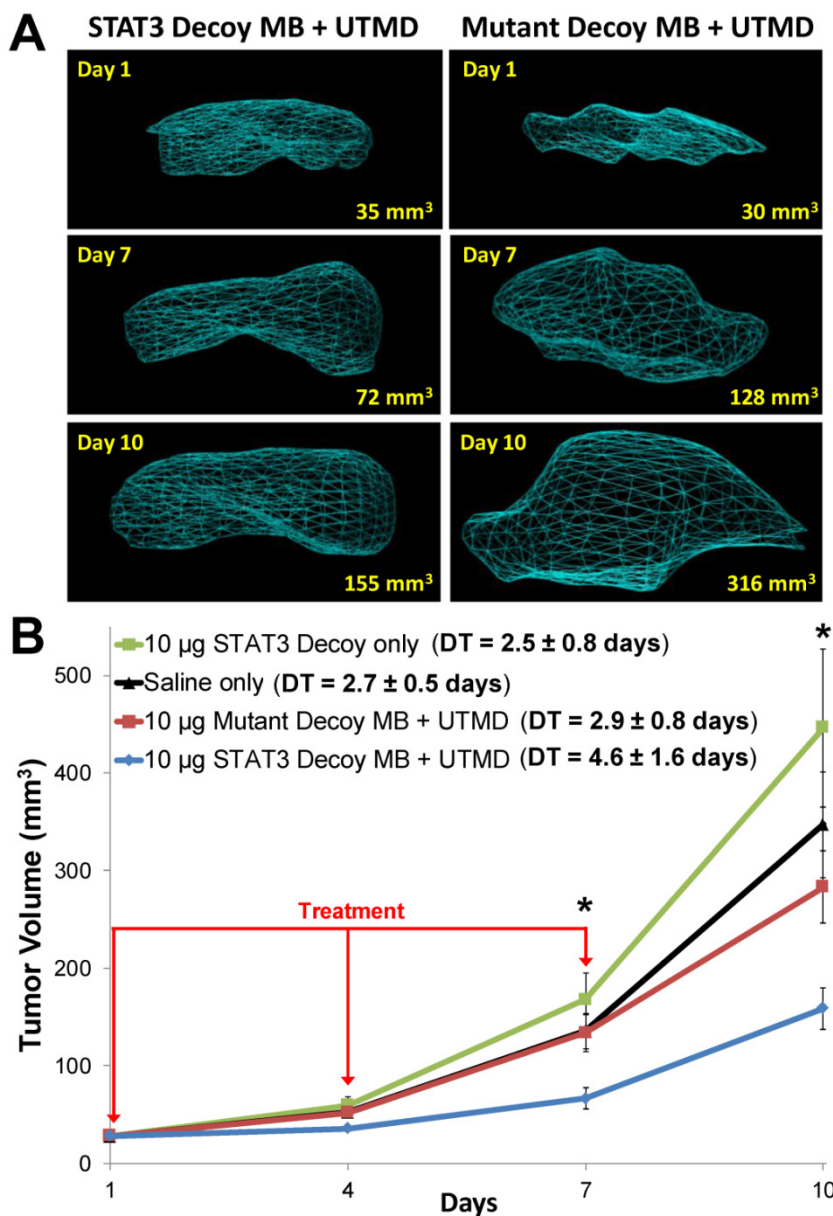 A
STAT3 Decoy MB + UTMD
Mutant Decoy MB + UTMD
Day 1
35 mm³
Day 1
30 mm³
Day 7
72 mm³
Day 7
128 mm³
Day 10
155 mm³
Day 10
316 mm³
B
10 µg STAT3 Decoy only (DT = 2.5 ± 0.8 days)
Saline only (DT = 2.7 ± 0.5 days)
10 µg Mutant Decoy MB + UTMD (DT = 2.9 ± 0.8 days)
10 µg STAT3 Decoy MB + UTMD (DT = 4.6 ± 1.6 days)
*
*
Treatment
Tumor Volume (mm³)
500
400
300
200
100
0
1
4
7
10
Days